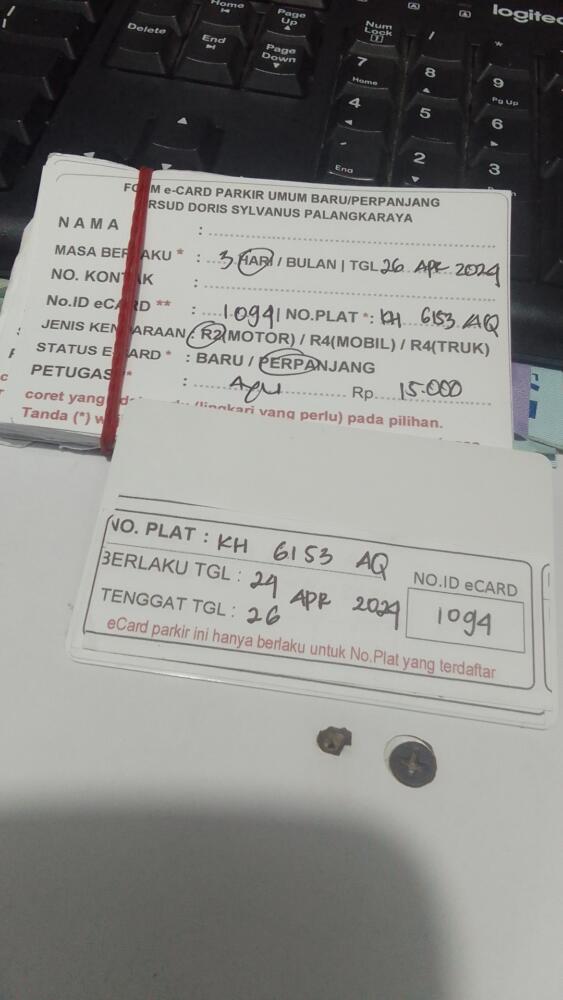 logitec
Home
Page Up
Delete
End
Page Down
Num Lock
/
*
7
Home
8
9
Pg Up
4
5
6
End
2
3
FORM e-CARD PARKIR UMUM BARU/PERPANJANG
RSUD DORIS SYLVANUS PALANGKARAYA
NAMA :
MASA BERLAKU * : 3 HARI / BULAN | TGL 26 APR 2024
NO. KONTAK :
No.ID eCARD ** : 1094 | NO.PLAT *: KH 6153 AQ
JENIS KENDARAAN : R2(MOTOR) / R4(MOBIL) / R4(TRUK)
STATUS ECARD * : BARU / PERPANJANG
PETUGAS * : Rp. 15.000
coret yang (lingkari yang perlu) pada pilihan.
Tanda (*) w
NO. PLAT : KH 6153 AQ
BERLAKU TGL : 24 APR 2024
TENGGAT TGL : 26
NO.ID eCARD
1094
eCard parkir ini hanya berlaku untuk No.Plat yang terdaftar